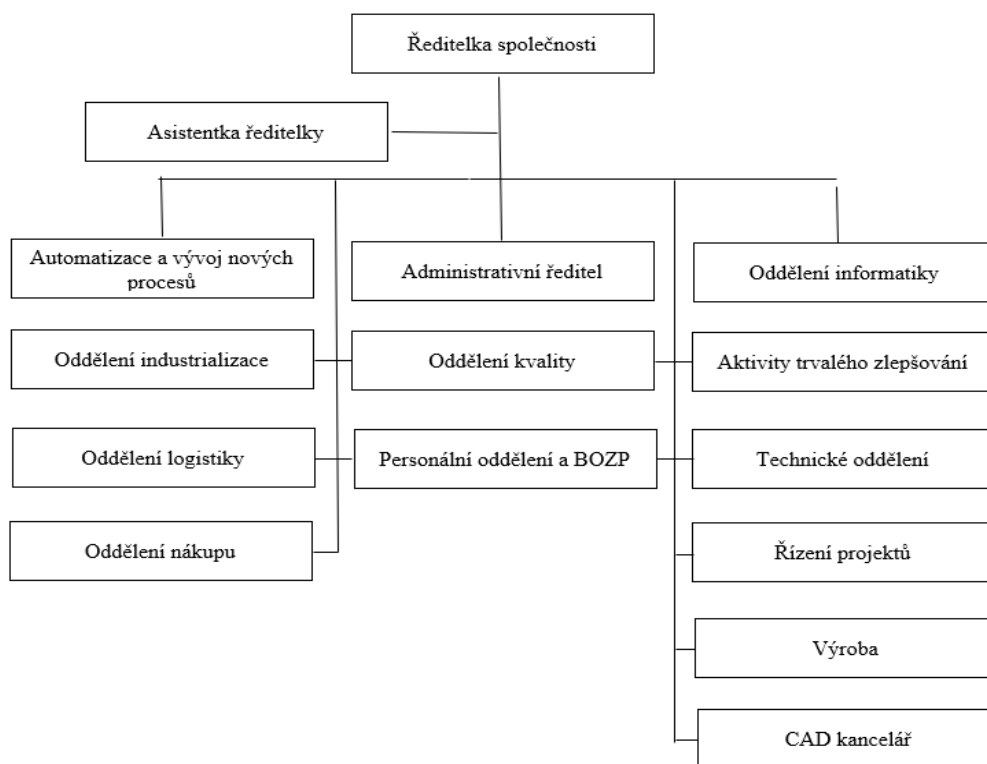 Ředitelka společnosti
Asistentka ředitelky
Automatizace a vývoj nových
procesů
Administrativní ředitel
Oddělení informatiky
Oddělení industrializace
Oddělení kvality
Aktivity trvalého zlepšování
Oddělení logistiky
Personální oddělení a BOZP
Technické oddělení
Oddělení nákupu
Řízení projektů
Výroba
CAD kancelář